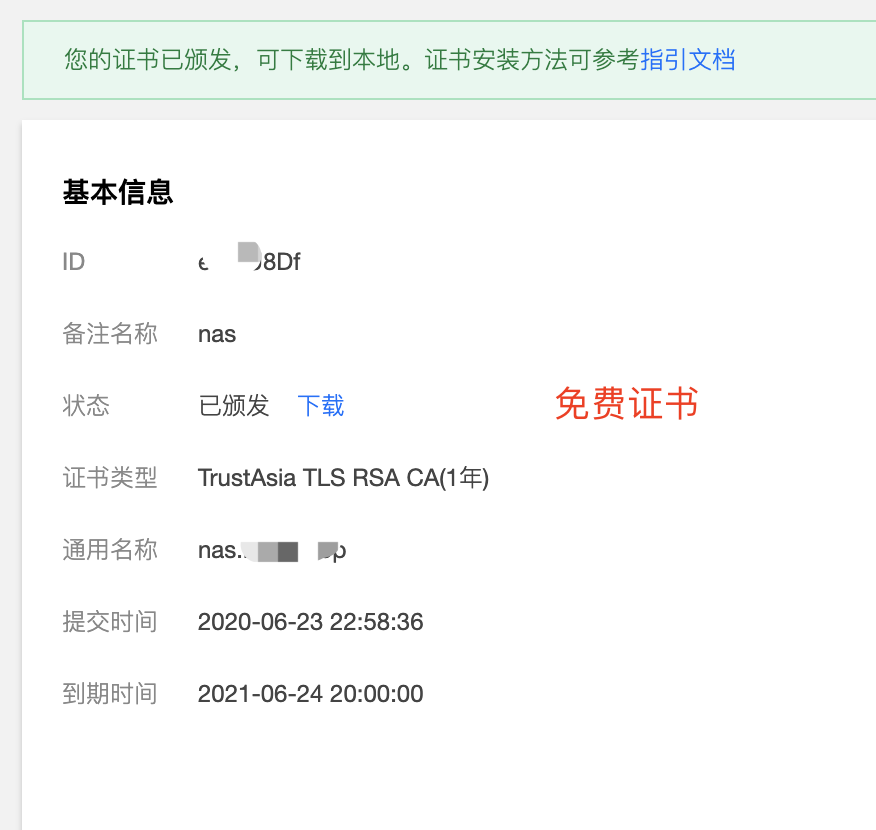 您的证书已颁发，可下载到本地。证书安装方法可参考指引文档
基本信息
ID 8Df
备注名称 nas
状态 已颁发 下载 免费证书
证书类型 TrustAsia TLS RSA CA(1年)
通用名称 nas.
提交时间 2020-06-23 22:58:36
到期时间 2021-06-24 20:00:00